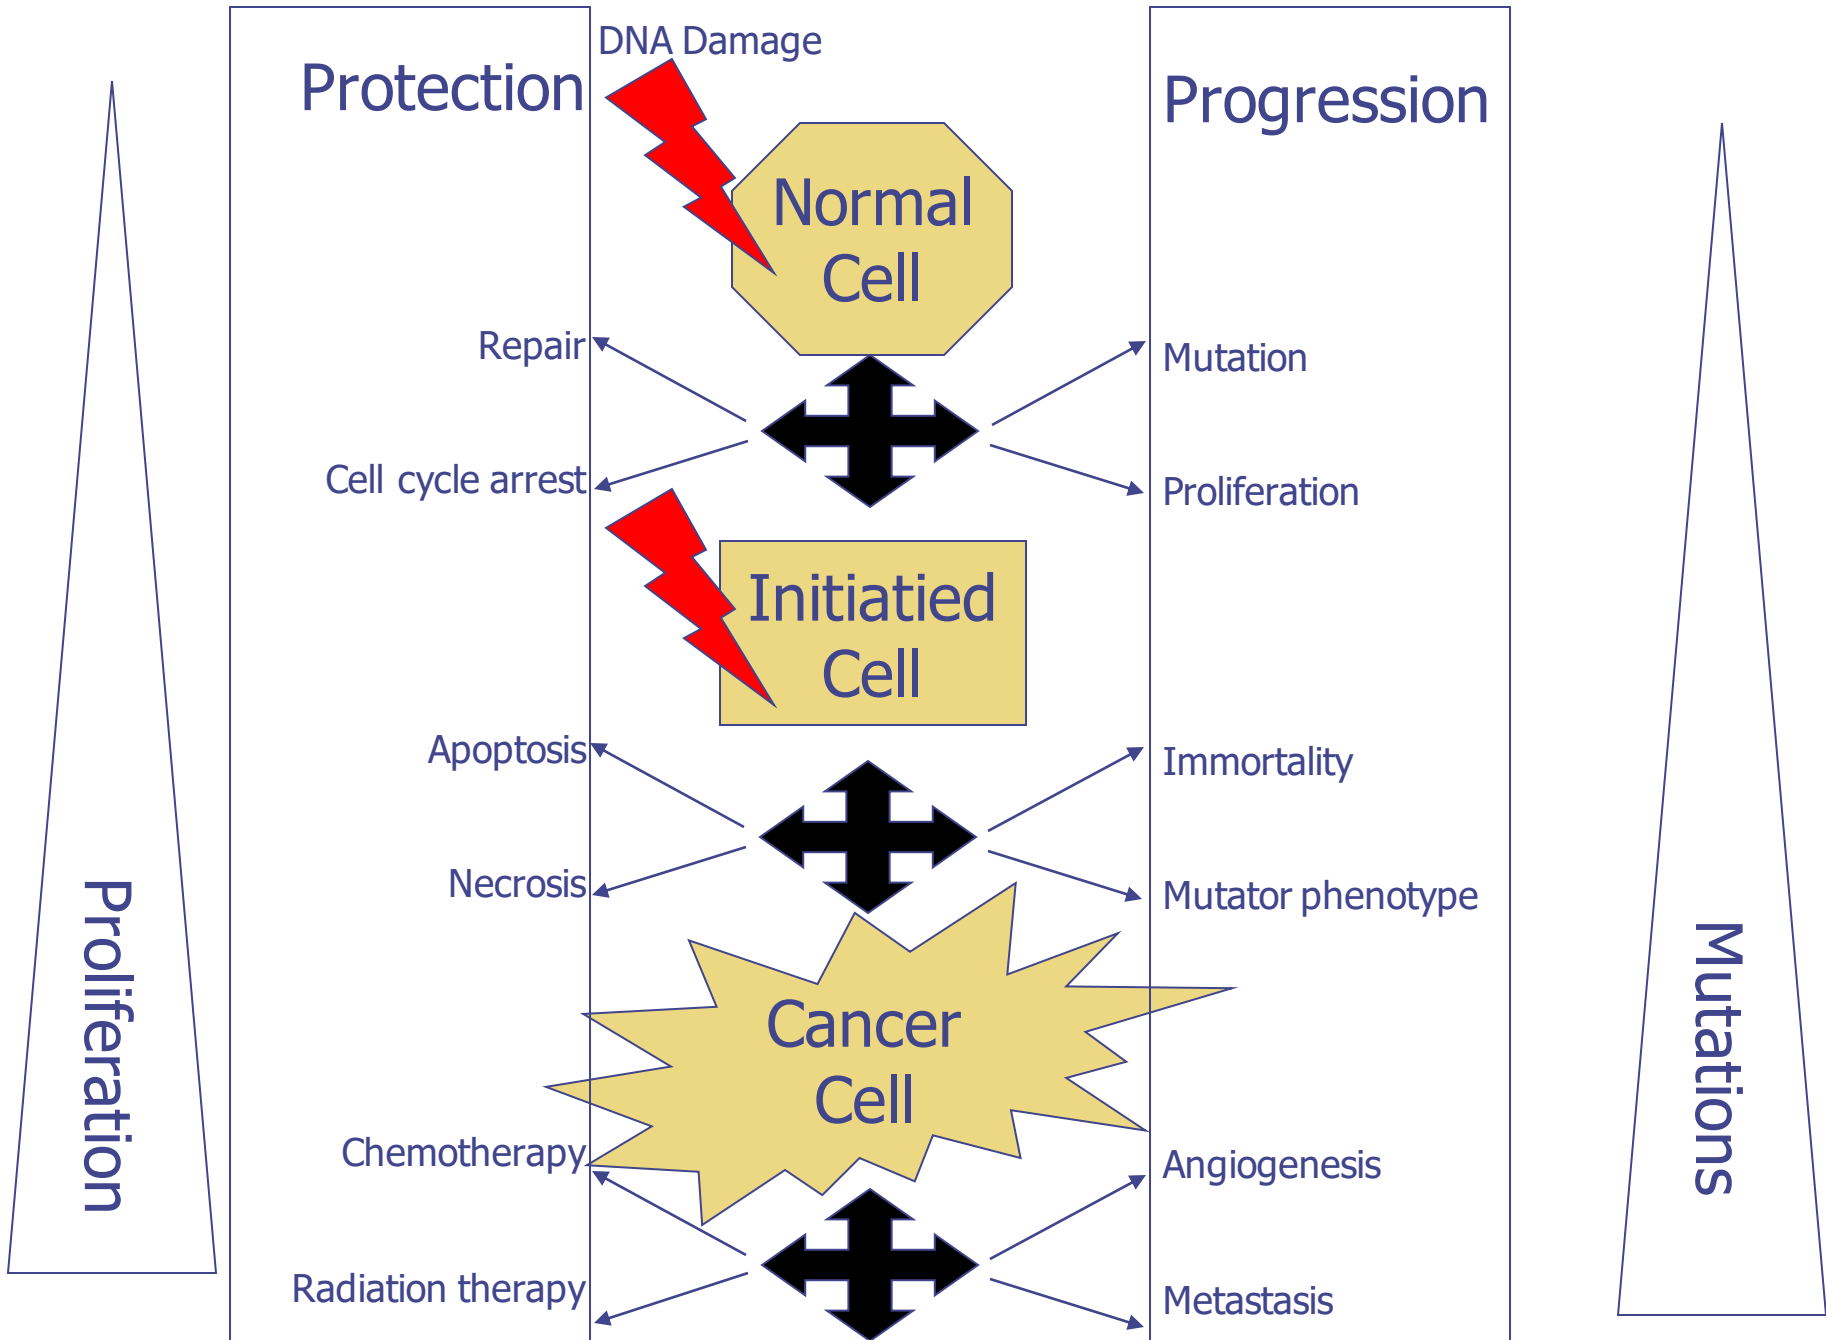 DNA Damage
Protection
Progression
Normal
Cell
Repair
Mutation
Cell cycle arrest
Proliferation
Initiatied
Cell
Apoptosis
Immortality
Necrosis
Mutator phenotype
Proliferation
Mutations
Cancer
Cell
Chemotherapy
Angiogenesis
Radiation therapy
Metastasis